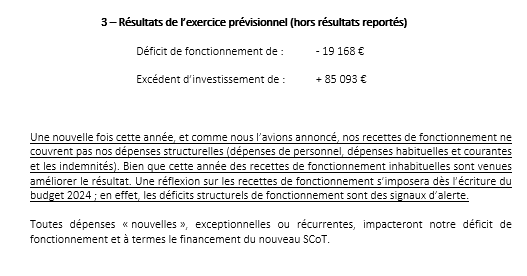 3 – Résultats de l'exercice prévisionnel (hors résultats reportés)
Déficit de fonctionnement de : - 19 168 €
Excédent d'investissement de : + 85 093 €
Une nouvelle fois cette année, et comme nous l'avions annoncé, nos recettes de fonctionnement ne
couvrent pas nos dépenses structurelles (dépenses de personnel, dépenses habituelles et courantes
et les indemnités). Bien que cette année des recettes de fonctionnement inhabituelles sont venues
améliorer le résultat. Une réflexion sur les recettes de fonctionnement s'imposera dès l'écriture du
budget 2024 ; en effet, les déficits structurels de fonctionnement sont des signaux d'alerte.
Toutes dépenses « nouvelles », exceptionnelles ou récurrentes, impacteront notre déficit de
fonctionnement et à termes le financement du nouveau SCoT.